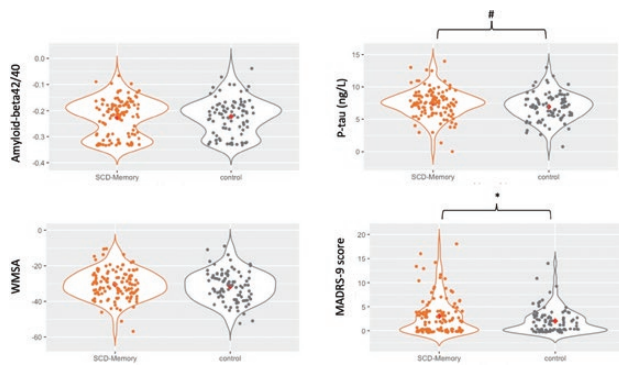 #
Amyloid-beta42/40
0.0
-0.1
-0.2
-0.3
-0.4
SCD-Memory
control
P-tau (ng/L)
15
10
5
0
SCD-Memory
control
WMSA
0
-20
-40
-60
SCD-Memory
control
*
MADRS-9 score
20
15
10
5
0
SCD-Memory
control